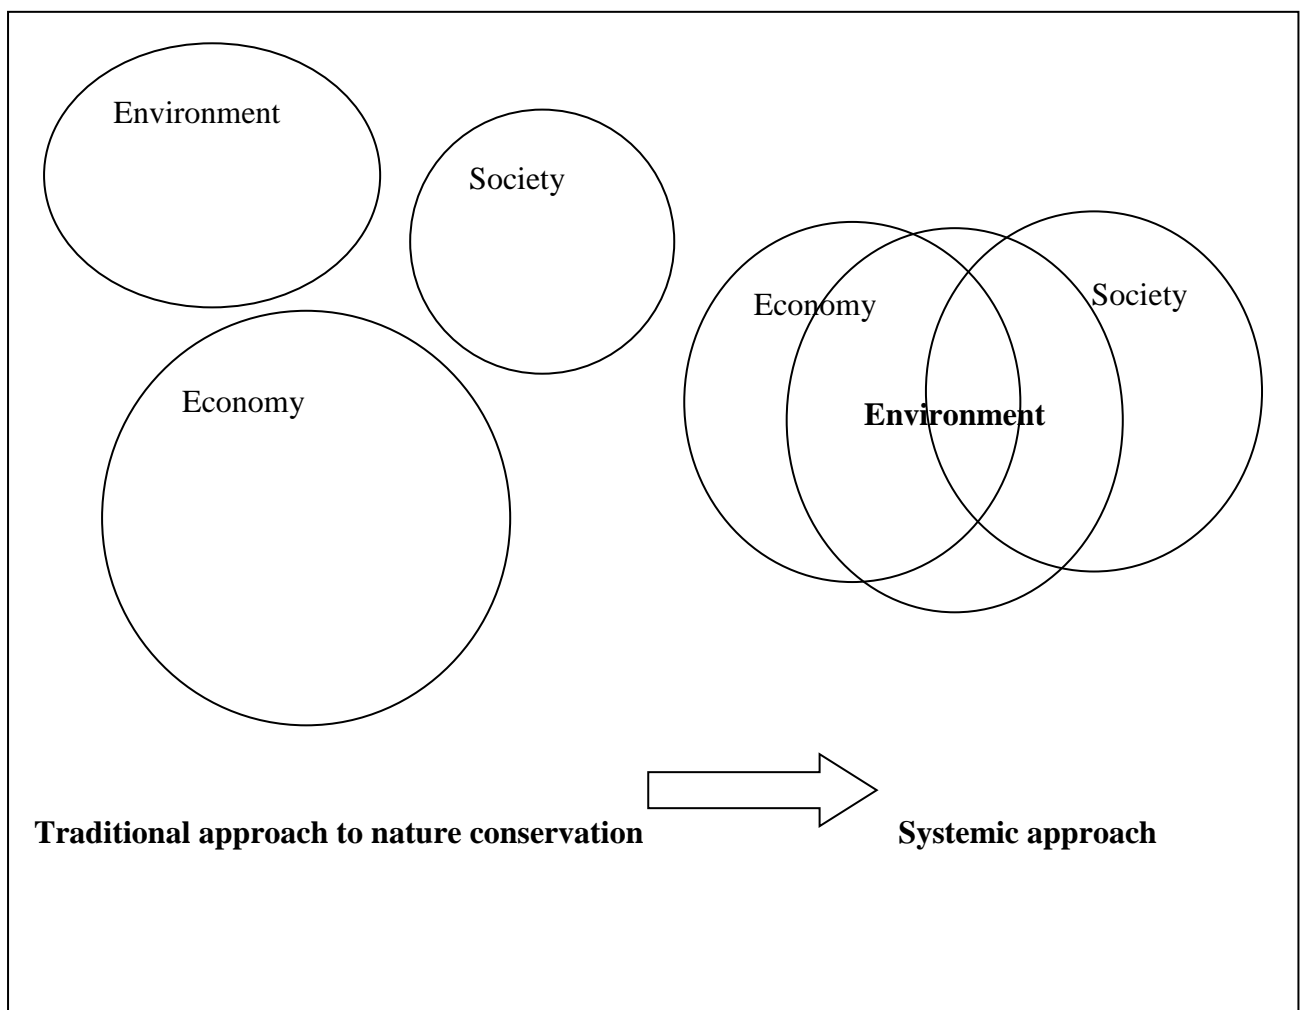 Environment
Society
Economy
Economy
Society
Environment
Traditional approach to nature conservation
Systemic approach